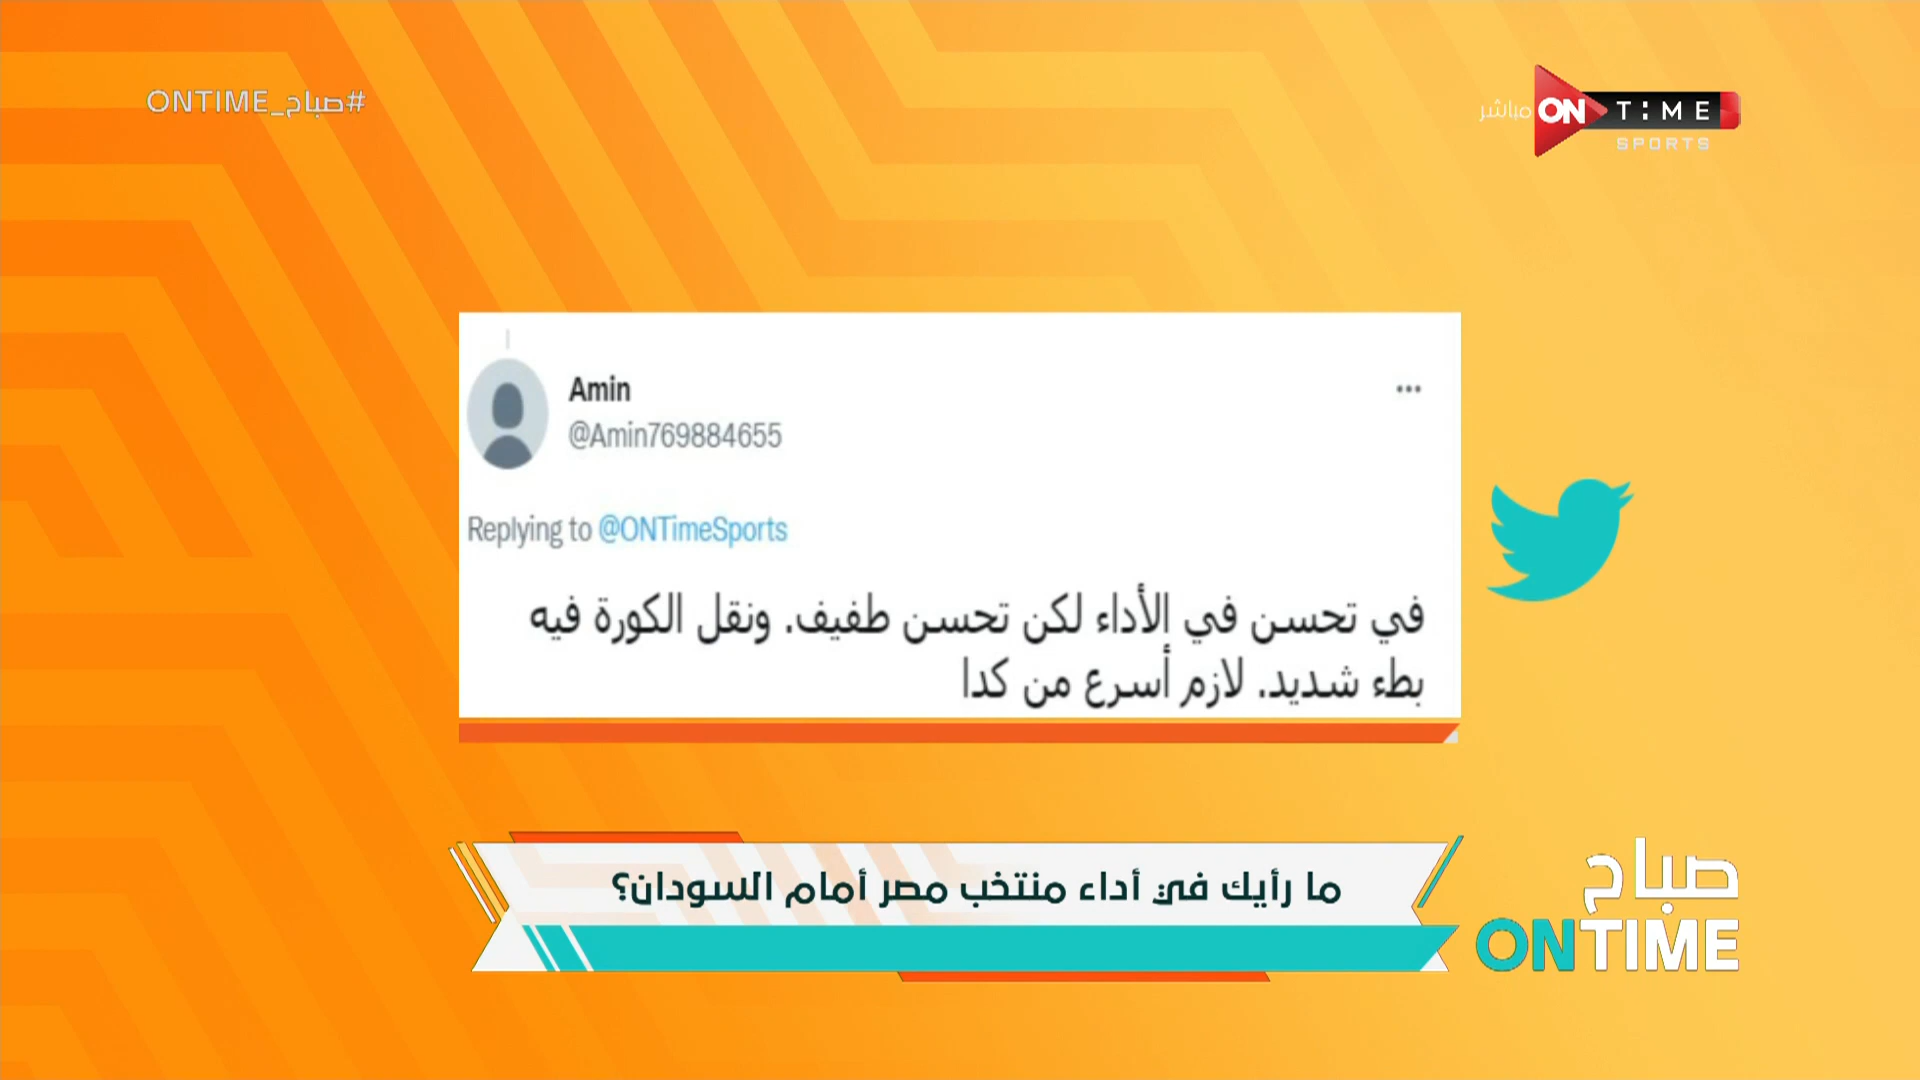 #صباح_ONTIME
مباشر ON TIME
SPORTS
Amin
@Amin769884655
Replying to @ONTimeSports
في تحسن في الأداء لكن تحسن طفيف. ونقل الكورة فيه
بطء شديد. لازم أسرع من كدا
ما رأيك في أداء منتخب مصر أمام السودان؟
صباح
ONTIME